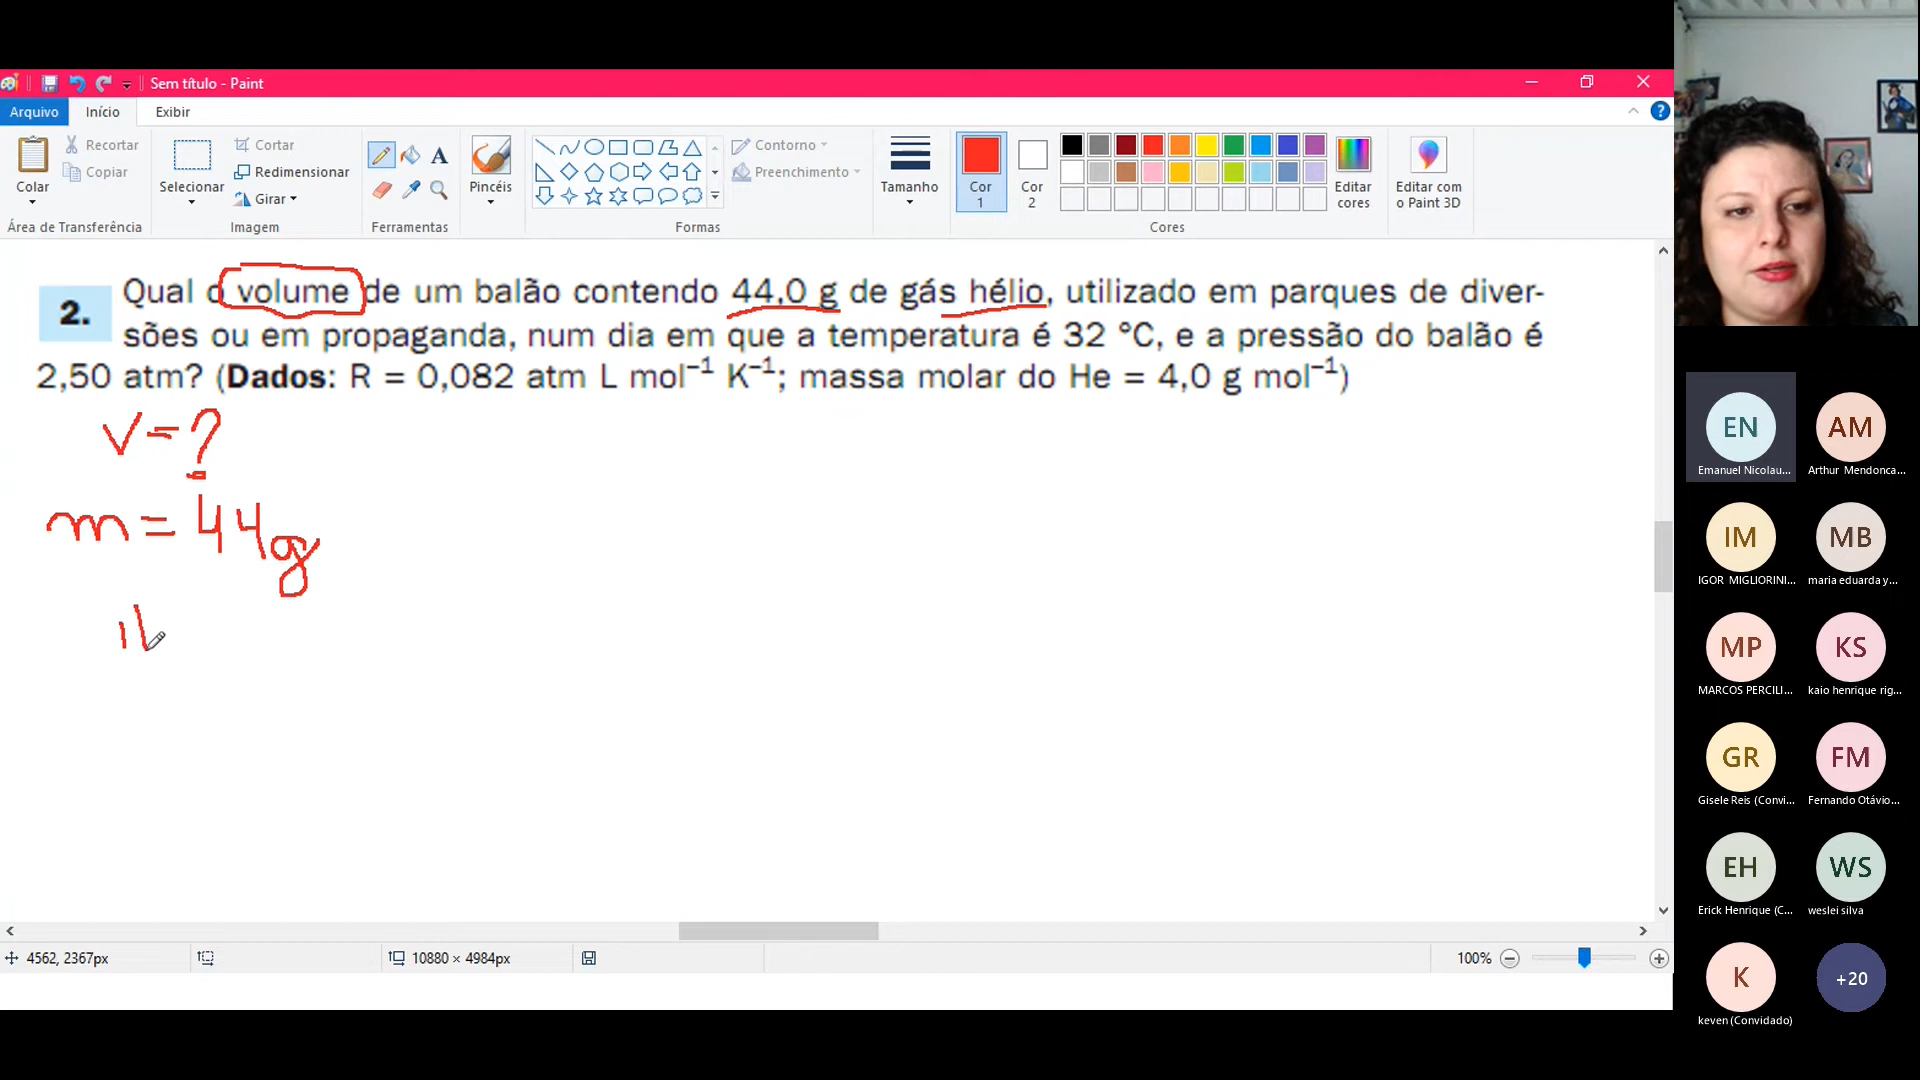 Sem título - Paint
Arquivo Início Exibir
Colar
Recortar
Copiar
Área de Transferência
Selecionar
Cortar
Redimensionar
Girar
Imagem
Ferramentas
Pincéis
Formas
Contorno
Preenchimento
Tamanho
Cor 1
Cor 2
Cores
Editar cores
Editar com o Paint 3D
2. Qual o volume de um balão contendo 44,0 g de gás hélio, utilizado em parques de diver-
sões ou em propaganda, num dia em que a temperatura é 32 °C, e a pressão do balão é
2,50 atm? (Dados: R = 0,082 atm L mol⁻¹ K⁻¹; massa molar do He = 4,0 g mol⁻¹)
V = ?
m = 44g
4562, 2367px
10880 × 4984px
100%
EN
Emanuel Nicolau...
AM
Arthur Mendonca...
IM
IGOR MIGLIORINI...
MB
maria eduarda y...
MP
MARCOS PERCILI...
KS
kaio henrique rig...
GR
Gisele Reis (Convi...
FM
Fernando Otávio...
EH
Erick Henrique (C...
WS
weslei silva
K
keven (Convidado)
+20